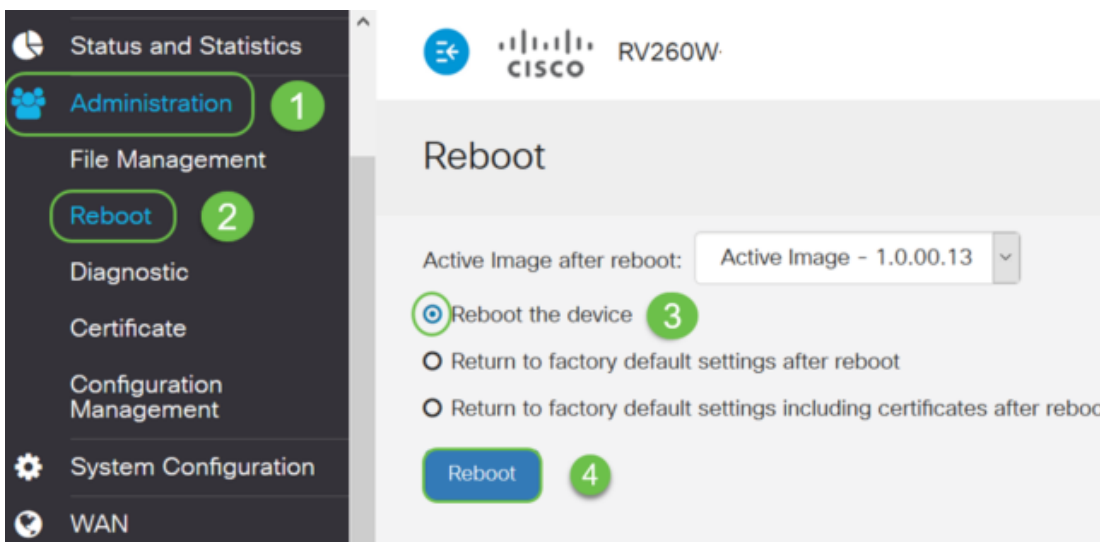 Status and Statistics
Administration
1
File Management
Reboot
2
Diagnostic
Certificate
Configuration
Management
System Configuration
WAN
CISCO
RV260W
Reboot
Active Image after reboot:
Active Image - 1.0.00.13
Reboot the device
3
Return to factory default settings after reboot
Return to factory default settings including certificates after
Reboot
4